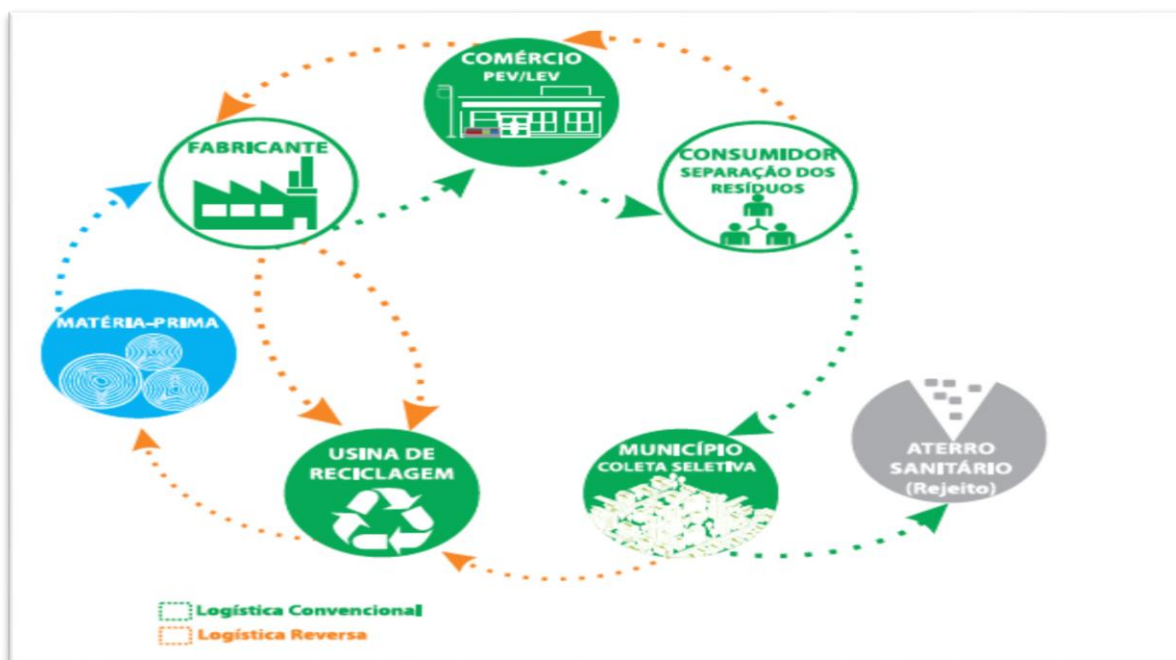 COMÉRCIO
PEV/LEV
FABRICANTE
CONSUMIDOR
SEPARAÇÃO DOS
RESÍDUOS
MATÉRIA-PRIMA
USINA DE
RECICLAGEM
MUNICÍPIO
COLETA SELETIVA
ATERRO
SANITÁRIO
(Rejeito)
Logística Convencional
Logística Reversa